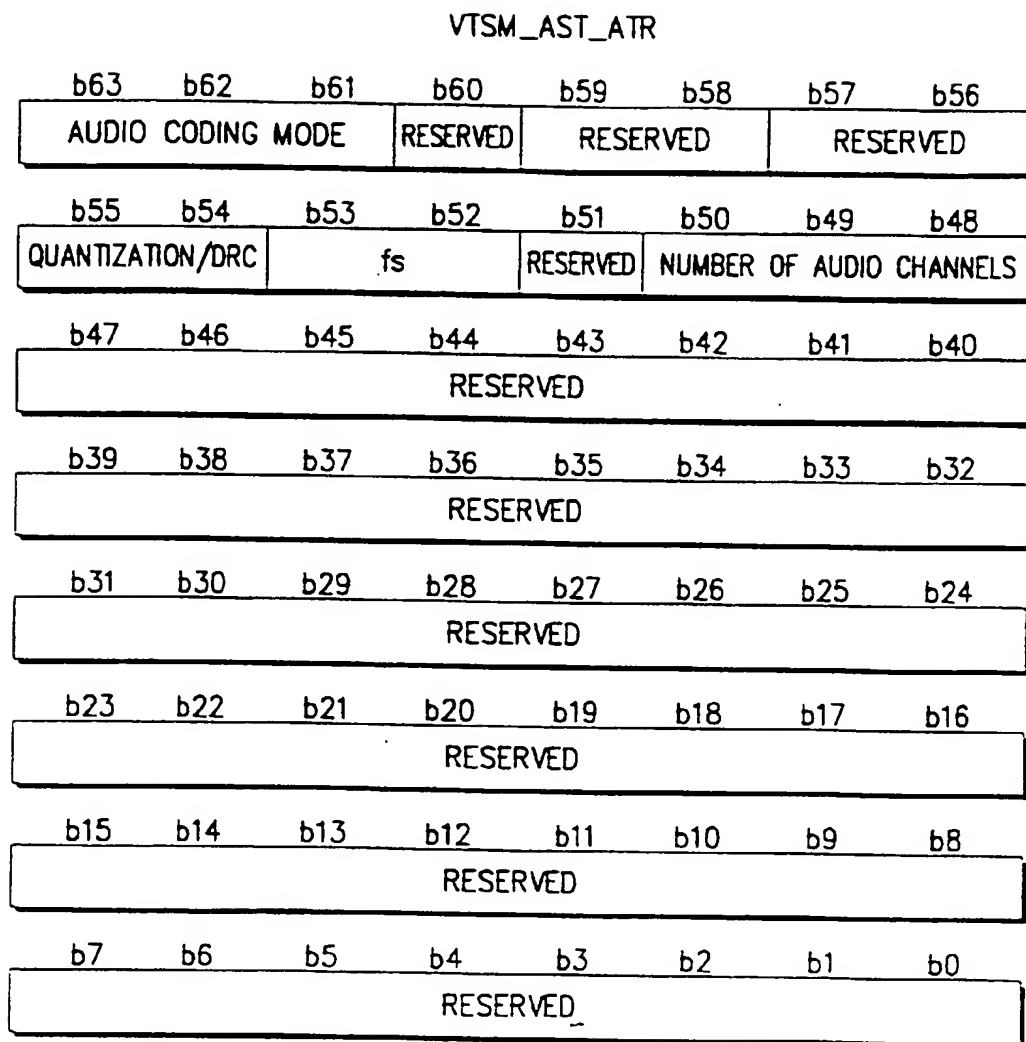 VTSM_AST_ATR
b63 b62 b61 b60 b59 b58 b57 b56
AUDIO CODING MODE RESERVED RESERVED RESERVED
b55 b54 b53 b52 b51 b50 b49 b48
QUANTIZATION/DRC fs RESERVED NUMBER OF AUDIO CHANNELS
b47 b46 b45 b44 b43 b42 b41 b40
RESERVED
b39 b38 b37 b36 b35 b34 b33 b32
RESERVED
b31 b30 b29 b28 b27 b26 b25 b24
RESERVED
b23 b22 b21 b20 b19 b18 b17 b16
RESERVED
b15 b14 b13 b12 b11 b10 b9 b8
RESERVED
b7 b6 b5 b4 b3 b2 b1 b0
RESERVED